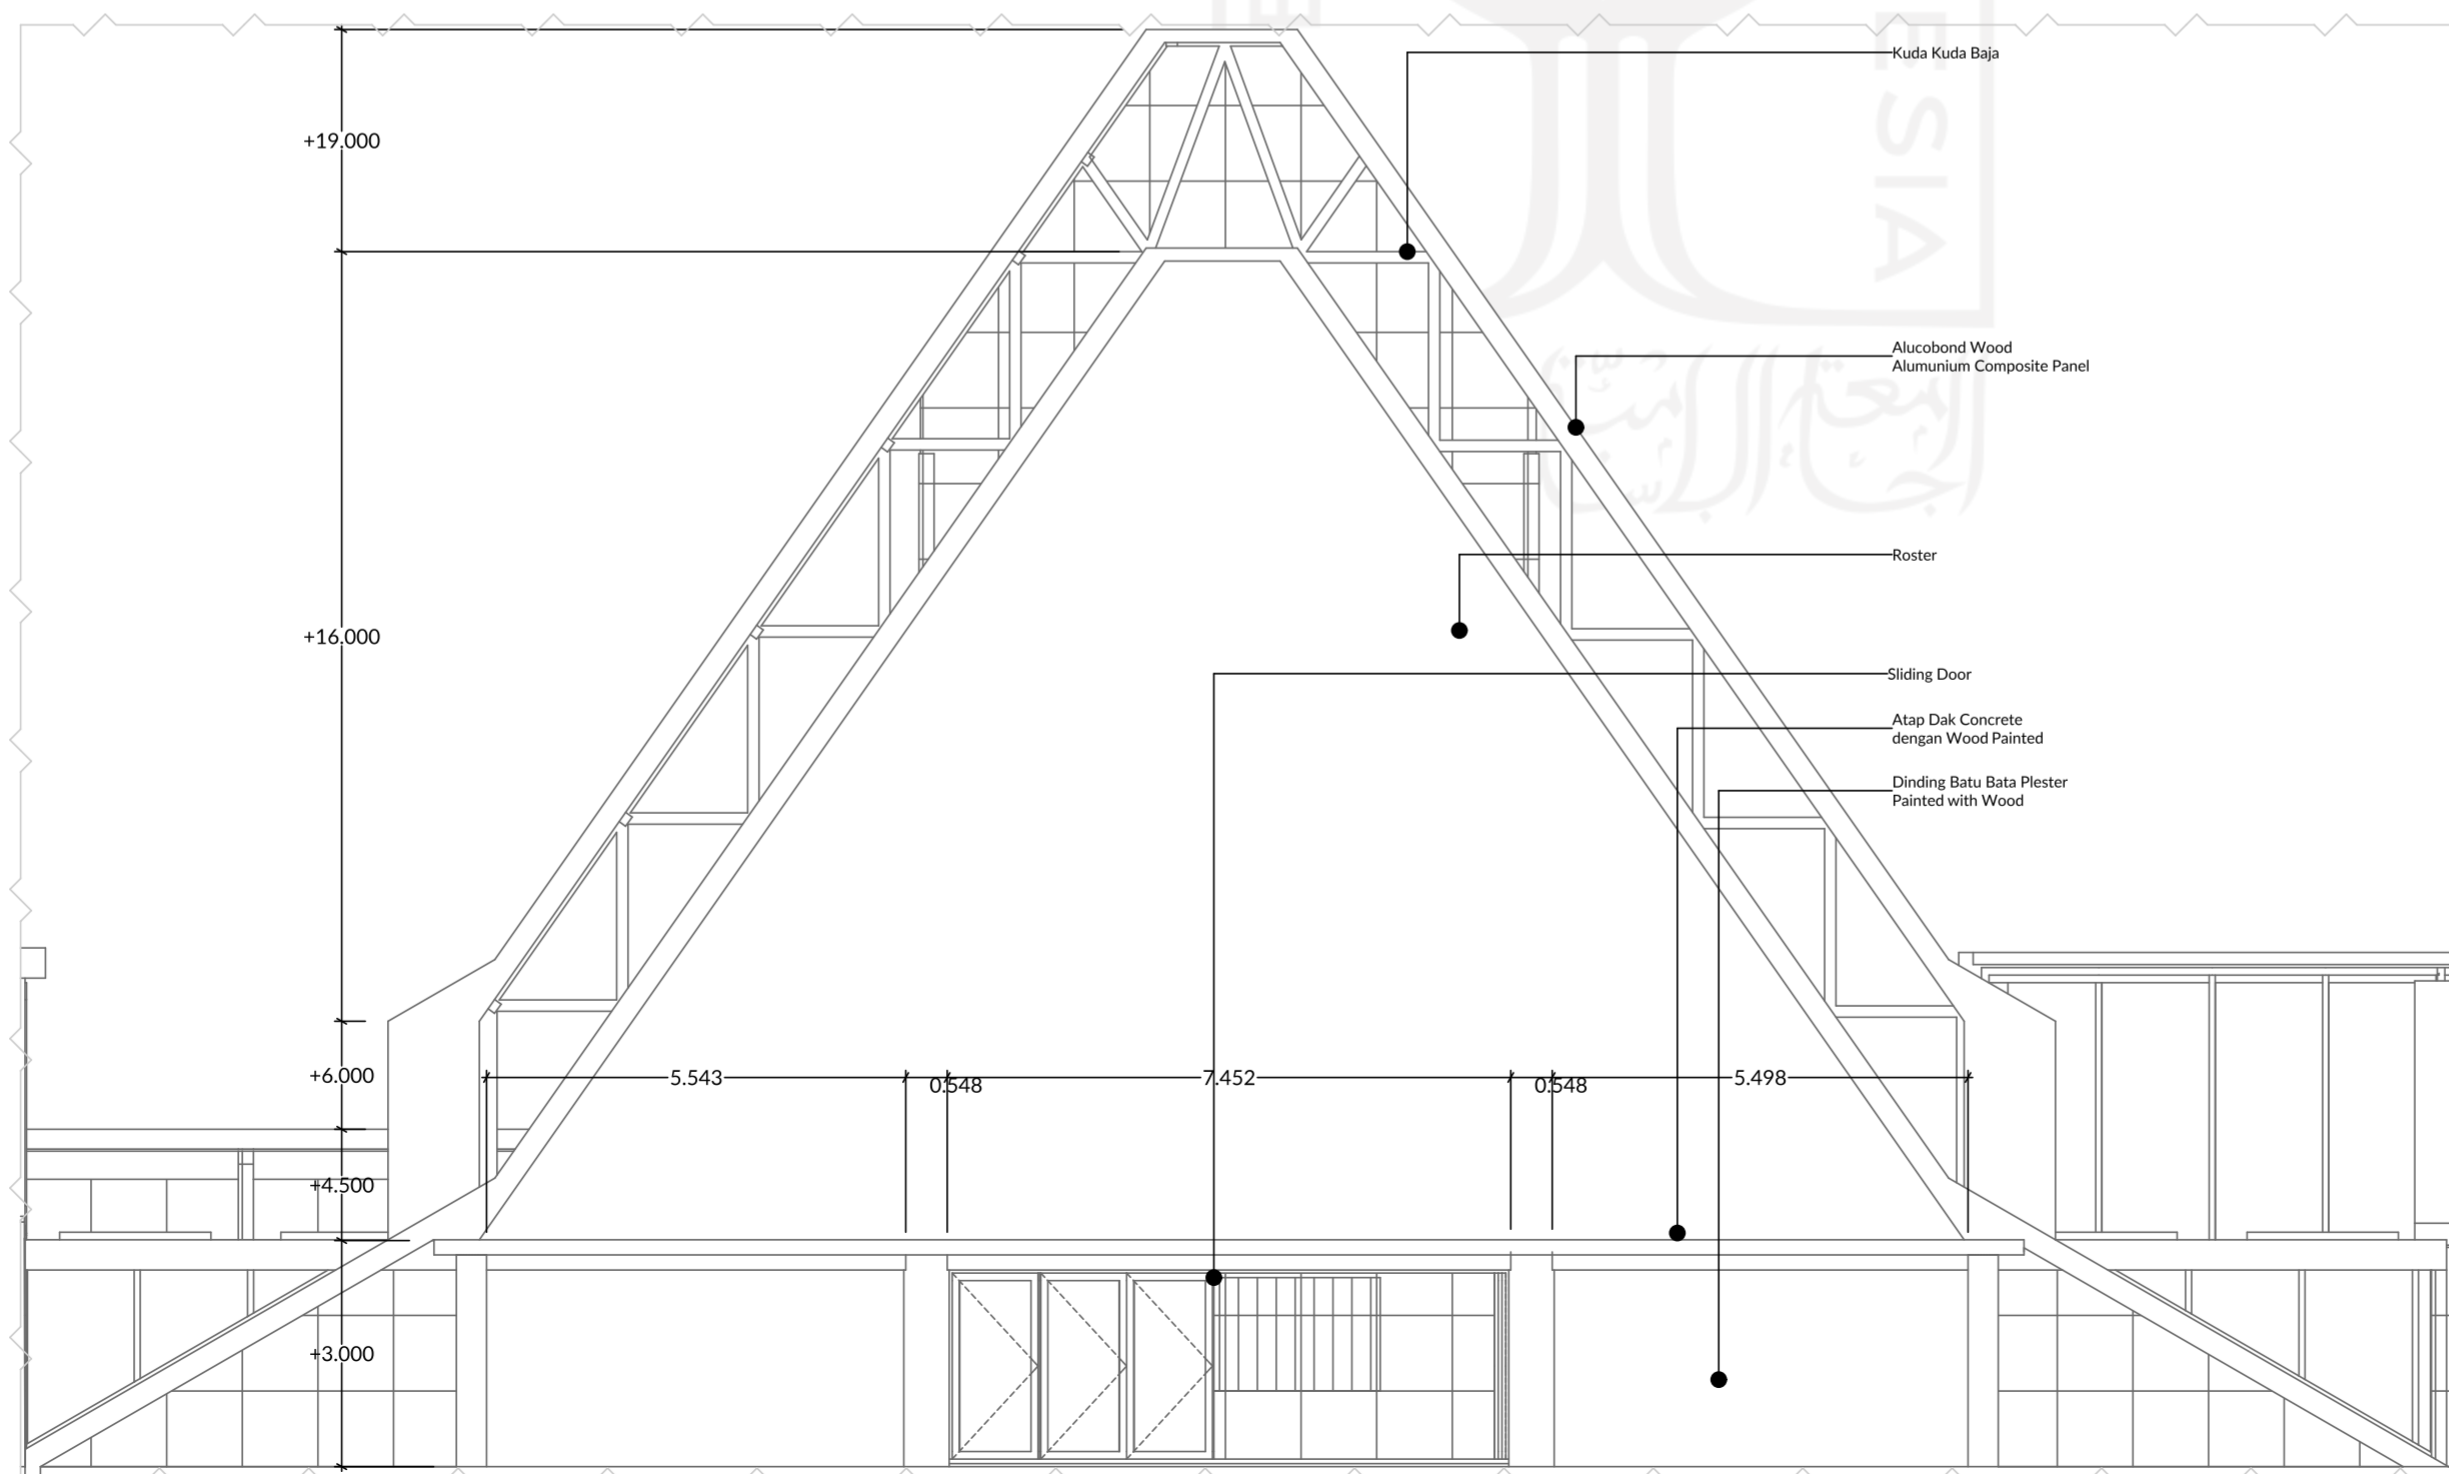 Kuda Kuda Baja
+19.000
Alucobond Wood
Alumunium Composite Panel
Roster
+16.000
Sliding Door
Atap Dak Concrete
dengan Wood Painted
Dinding Batu Bata Plester
Painted with Wood
+6.000
5.543
0.548
7.452
0.548
5.498
+4.500
+3.000
ESIA